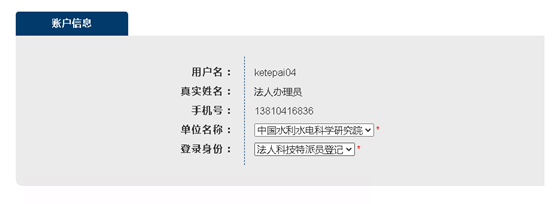 账户信息
用户名： ketepai04
真实姓名： 法人办理员
手机号： 13810416836
单位名称： 中国水利水电科学研究院 *
登录身份： 法人科技特派员登记 *